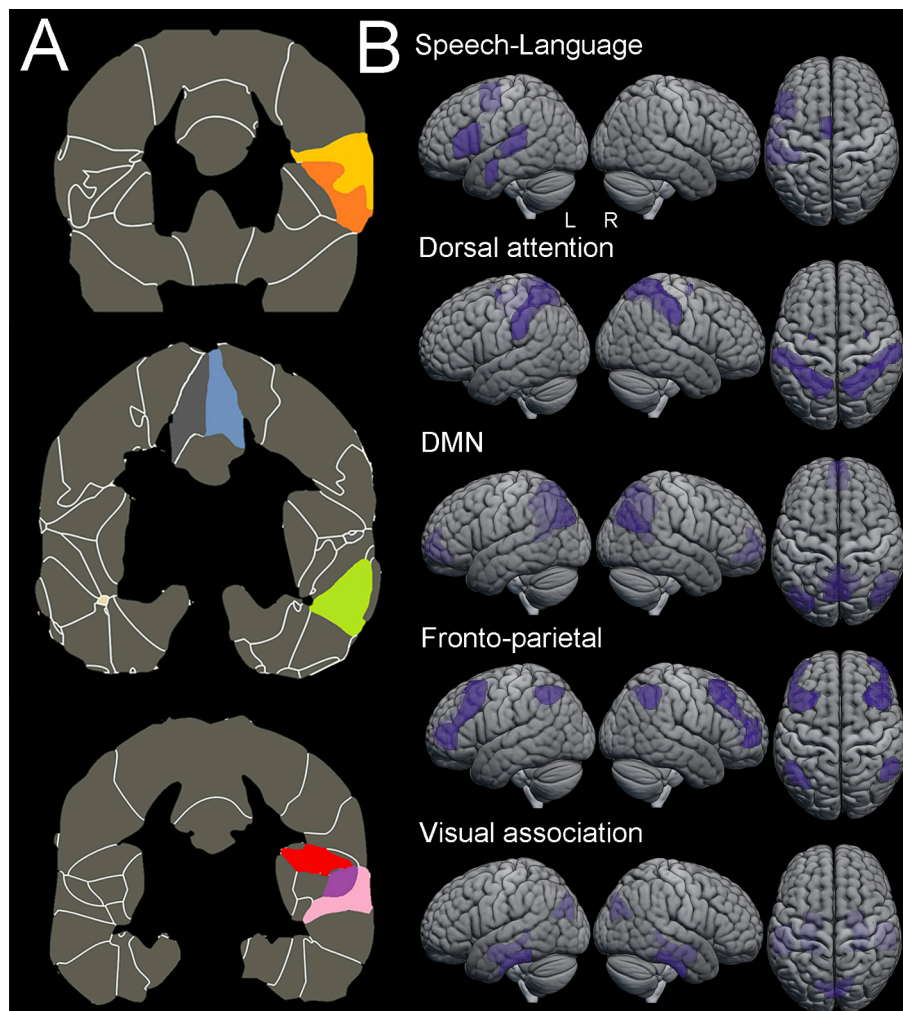 A
B
Speech-Language
L R
Dorsal attention
DMN
Fronto-parietal
Visual association